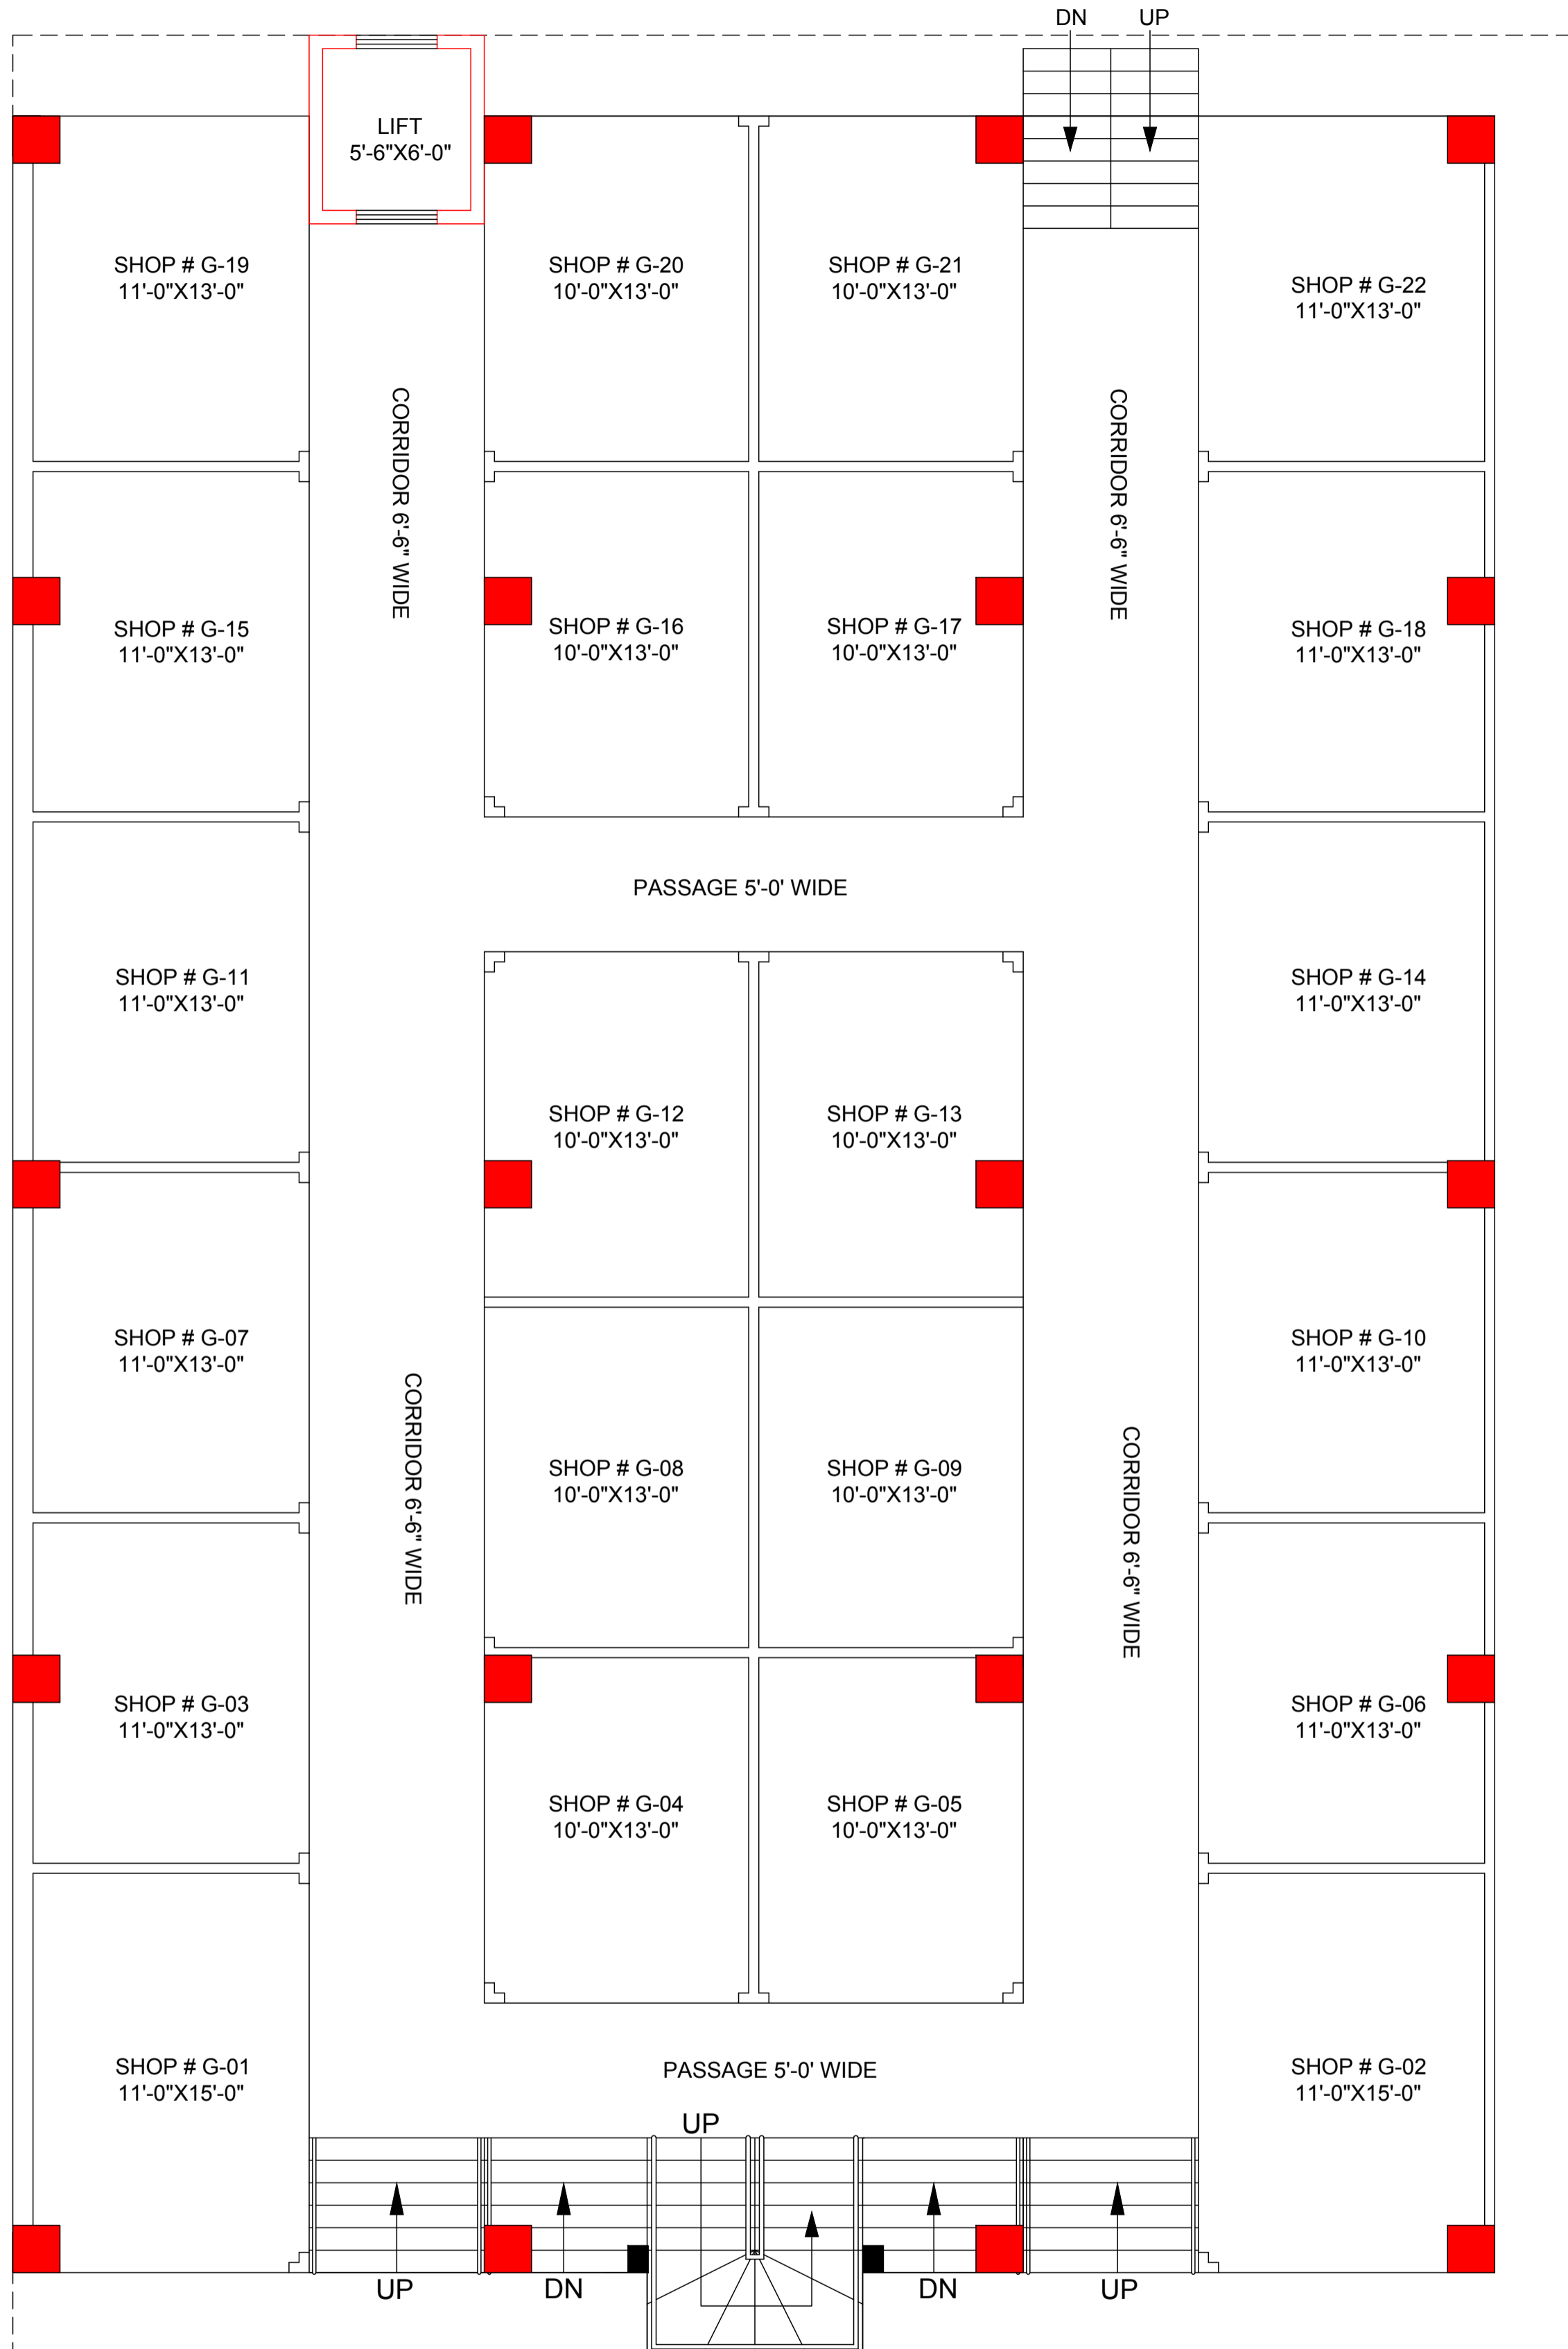 DN
UP
LIFT
5'-6"X6'-0"
SHOP # G-19
11'-0"X13'-0"
SHOP # G-20
10'-0"X13'-0"
SHOP # G-21
10'-0"X13'-0"
SHOP # G-22
11'-0"X13'-0"
CORRIDOR 6'-6" WIDE
CORRIDOR 6'-6" WIDE
SHOP # G-15
11'-0"X13'-0"
SHOP # G-16
10'-0"X13'-0"
SHOP # G-17
10'-0"X13'-0"
SHOP # G-18
11'-0"X13'-0"
PASSAGE 5'-0' WIDE
SHOP # G-11
11'-0"X13'-0"
SHOP # G-14
11'-0"X13'-0"
SHOP # G-12
10'-0"X13'-0"
SHOP # G-13
10'-0"X13'-0"
SHOP # G-07
11'-0"X13'-0"
SHOP # G-10
11'-0"X13'-0"
CORRIDOR 6'-6" WIDE
CORRIDOR 6'-6" WIDE
SHOP # G-08
10'-0"X13'-0"
SHOP # G-09
10'-0"X13'-0"
SHOP # G-03
11'-0"X13'-0"
SHOP # G-06
11'-0"X13'-0"
SHOP # G-04
10'-0"X13'-0"
SHOP # G-05
10'-0"X13'-0"
SHOP # G-01
11'-0"X15'-0"
PASSAGE 5'-0' WIDE
SHOP # G-02
11'-0"X15'-0"
UP
UP
DN
DN
UP